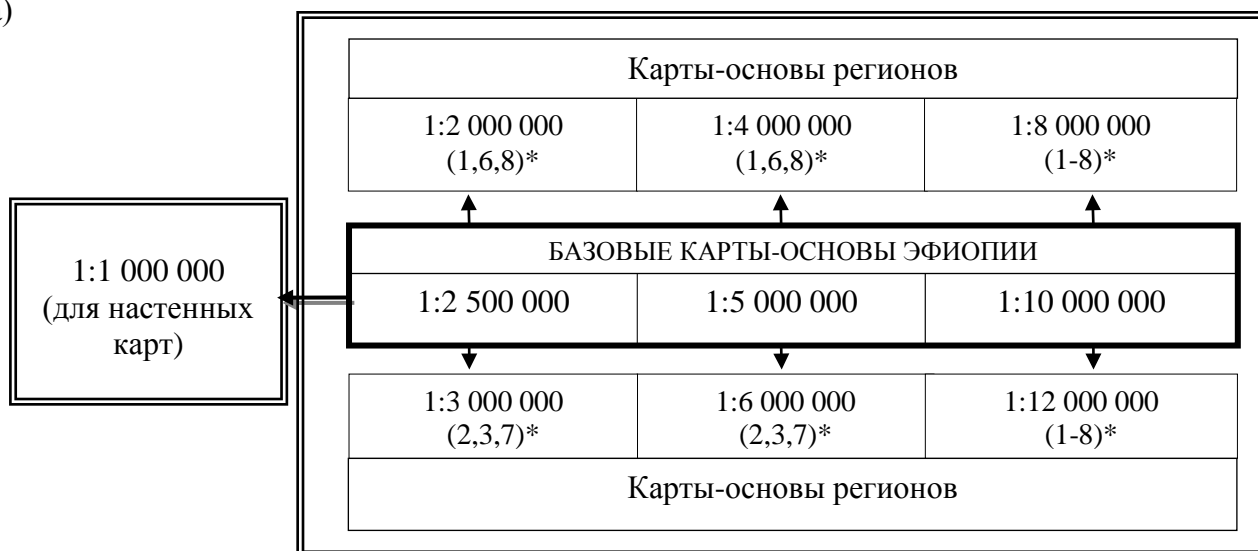 )
Карты-основы регионов
1:2 000 000
(1,6,8)*
1:4 000 000
(1,6,8)*
1:8 000 000
(1-8)*
1:1 000 000
(для настенных
карт)
БАЗОВЫЕ КАРТЫ-ОСНОВЫ ЭФИОПИИ
1:2 500 000
1:5 000 000
1:10 000 000
1:3 000 000
(2,3,7)*
1:6 000 000
(2,3,7)*
1:12 000 000
(1-8)*
Карты-основы регионов